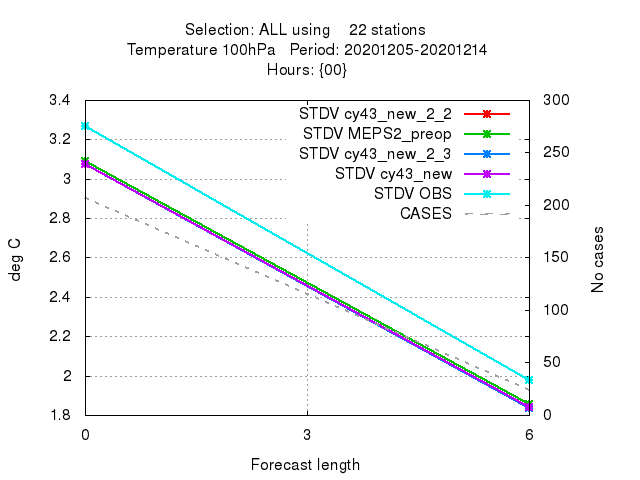 Selection: ALL using 22 stations
Temperature 100hPa Period: 20201205-20201214
Hours: {00}
STDV cy43_new_2_2
STDV MEPS2_preop
STDV cy43_new_2_3
STDV cy43_new
STDV OBS
CASES
3.4
3.2
3
2.8
2.6
2.4
2.2
2
1.8
300
250
200
150
100
50
0
deg C
No cases
0 3 6
Forecast length